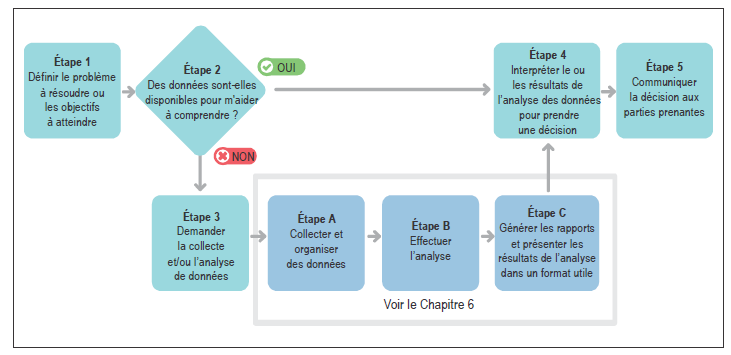 Étape 1
Définir le problème
à résoudre ou
les objectifs
à atteindre
Étape 2
Des données sont-elles
disponibles pour m'aider
à comprendre ?
OUI
NON
Étape 3
Demander
la collecte
et/ou l'analyse
de données
Étape A
Collecter et
organiser
des données
Étape B
Effectuer
l'analyse
Étape C
Générer les rapports
et présenter les
résultats de l'analyse
dans un format utile
Voir le Chapitre 6
Étape 4
Interpréter le ou
les résultats de
l'analyse des données
pour prendre
une décision
Étape 5
Communiquer
la décision aux
parties prenantes